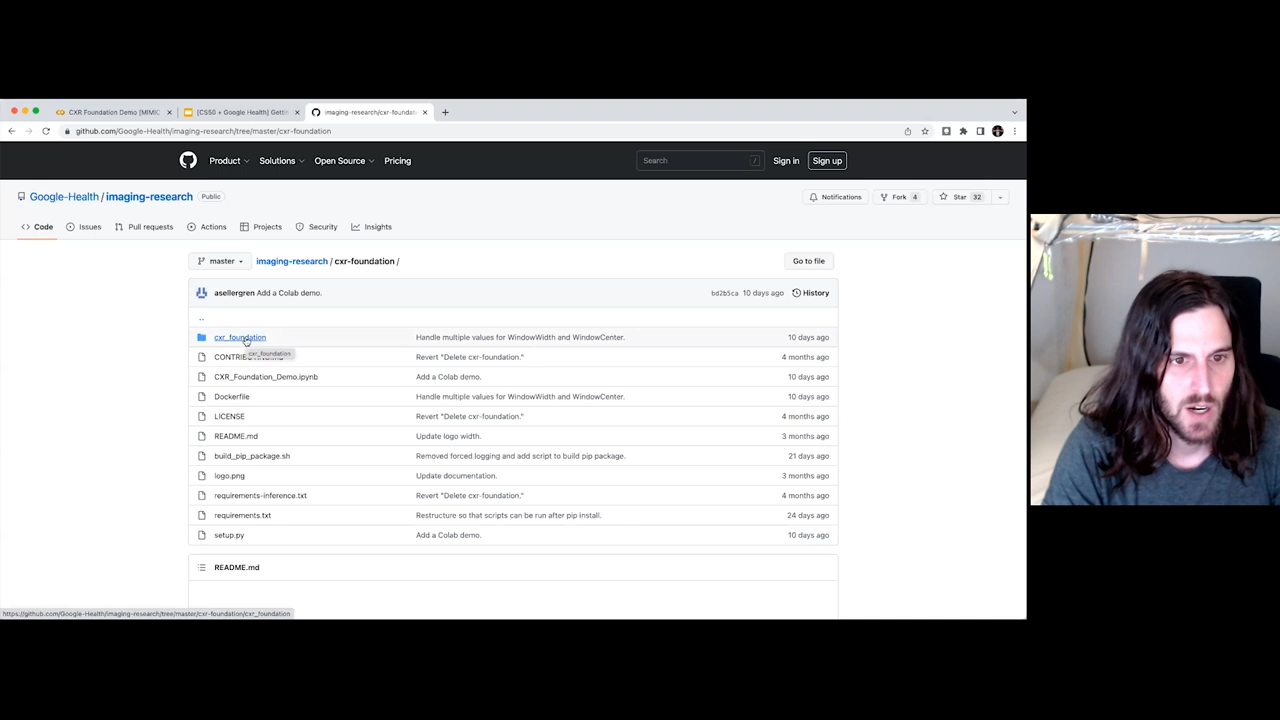 CXR Foundation Demo [MIMIC
[CS50 + Google Health] Gettin
imaging-research/cxr-foundati
github.com/Google-Health/imaging-research/tree/master/cxr-foundation
Product Solutions Open Source Pricing Search / Sign in Sign up
Google-Health / imaging-research Public Notifications Fork 4 Star 32
Code Issues Pull requests Actions Projects Security Insights
master imaging-research / cxr-foundation / Go to file
asellergren Add a Colab demo. bd2b5ca 10 days ago History
..
cxr_foundation Handle multiple values for WindowWidth and WindowCenter. 10 days ago
cxr_foundation
Revert "Delete cxr-foundation." 4 months ago
CXR_Foundation_Demo.ipynb Add a Colab demo. 10 days ago
Dockerfile Handle multiple values for WindowWidth and WindowCenter. 10 days ago
LICENSE Revert "Delete cxr-foundation." 4 months ago
README.md Update logo width. 3 months ago
build_pip_package.sh Removed forced logging and add script to build pip package. 21 days ago
logo.png Update documentation. 3 months ago
requirements-inference.txt Revert "Delete cxr-foundation." 4 months ago
requirements.txt Restructure so that scripts can be run after pip install. 24 days ago
setup.py Add a Colab demo. 10 days ago
README.md
https://github.com/Google-Health/imaging-research/tree/master/cxr-foundation/cxr_foundation